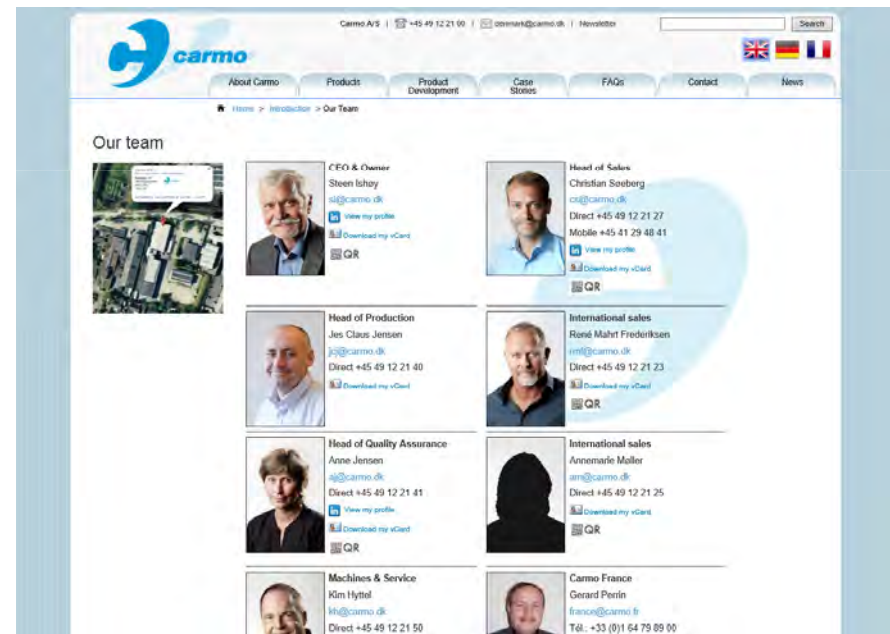 Carmo A/S | +45 49 12 21 00 | denmark@carmo.dk | Newsletter
Search
carmo
About Carmo
Products
Product Development
Case Stories
FAQs
Contact
News
Home > Introduction > Our Team
Our team
CEO & Owner
Steen Ishøy
si@carmo.dk
View my profile
Download my vCard
QR
Head of Sales
Christian Søeberg
cs@carmo.dk
Direct +45 49 12 21 27
Mobile +45 41 29 48 41
View my profile
Download my vCard
QR
Head of Production
Jes Claus Jensen
jcj@carmo.dk
Direct +45 49 12 21 40
Download my vCard
International sales
René Mahrt Frederiksen
rmf@carmo.dk
Direct +45 49 12 21 23
Download my vCard
QR
Head of Quality Assurance
Anne Jensen
aj@carmo.dk
Direct +45 49 12 21 41
View my profile
Download my vCard
QR
International sales
Annemarie Møller
am@carmo.dk
Direct +45 49 12 21 25
Download my vCard
QR
Machines & Service
Kim Hyttel
kh@carmo.dk
Direct +45 49 12 21 50
Carmo France
Gerard Perrin
france@carmo.fr
Tél.: +33 (0)1 64 79 89 00